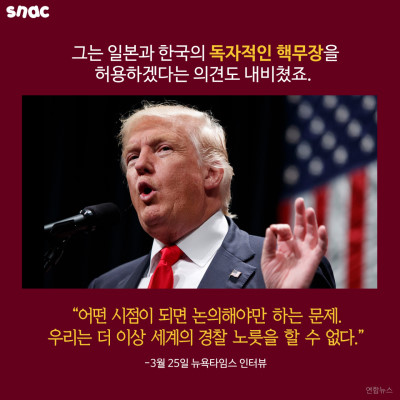 snac
그는 일본과 한국의 독자적인 핵무장을
허용하겠다는 의견도 내비쳤죠.
“어떤 시점이 되면 논의해야만 하는 문제.
우리는 더 이상 세계의 경찰 노릇을 할 수 없다.”
-3월 25일 뉴욕타임스 인터뷰
연합뉴스